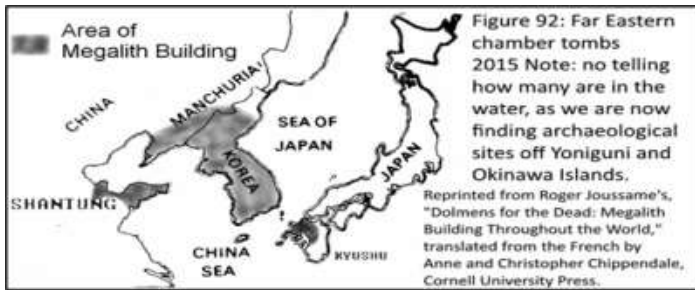 Area of
Megalith Building
CHINA
MANCHURIA
KOREA
SEA OF
JAPAN
JAPAN
SHANTUNG
CHINA
SEA
KYUSHU
Figure 92: Far Eastern
chamber tombs
2015 Note: no telling
how many are in the
water, as we are now
finding archaeological
sites off Yoniguni and
Okinawa Islands.
Reprinted from Roger Joussame's,
"Dolmens for the Dead: Megalith
Building Throughout the World,"
translated from the French by
Anne and Christopher Chippendale,
Cornell University Press.